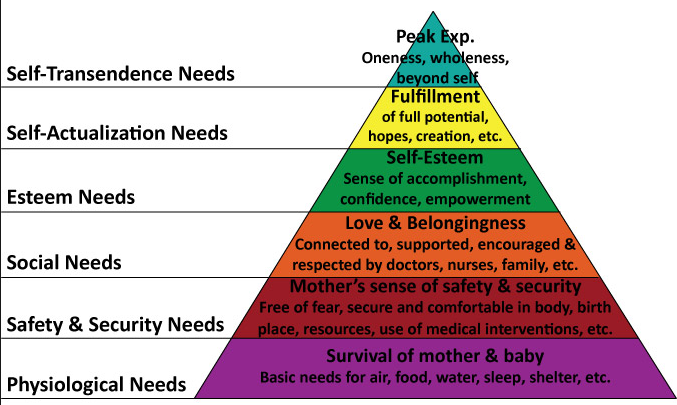 Peak Exp.
Oneness, wholeness,
beyond self
Self-Transendence Needs
Fulfillment
of full potential,
hopes, creation, etc.
Self-Actualization Needs
Self-Esteem
Sense of accomplishment,
confidence, empowerment
Esteem Needs
Love & Belongingness
Connected to, supported, encouraged &
respected by doctors, nurses, family, etc.
Social Needs
Mother's sense of safety & security
Free of fear, secure and comfortable in body, birth
place, resources, use of medical interventions, etc.
Safety & Security Needs
Survival of mother & baby
Basic needs for air, food, water, sleep, shelter, etc.
Physiological Needs